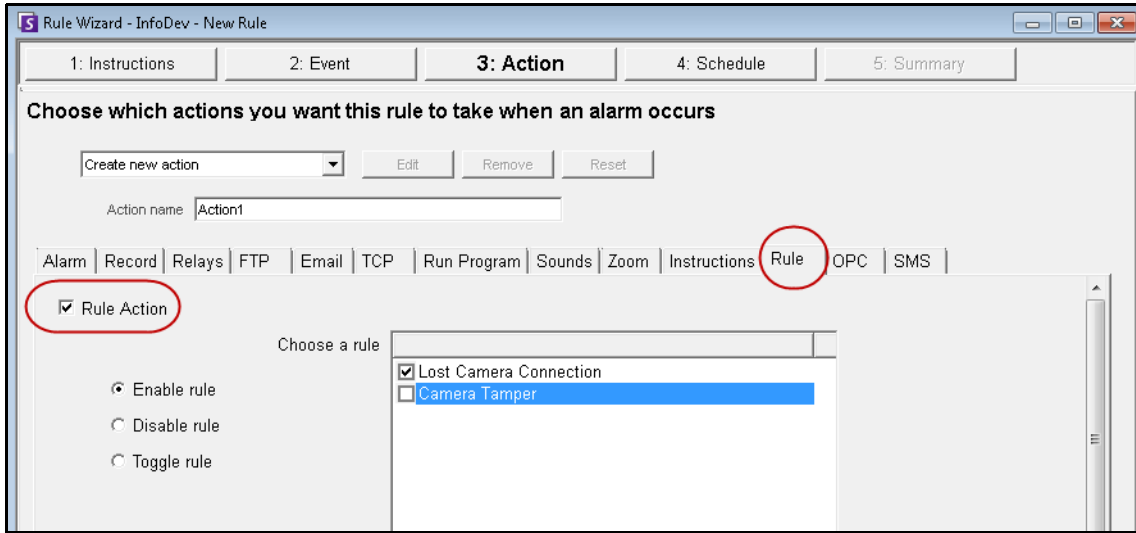 Rule Wizard - InfoDev - New Rule
1: Instructions 2: Event 3: Action 4: Schedule 5: Summary
Choose which actions you want this rule to take when an alarm occurs
Create new action Edit Remove Reset
Action name Action1
Alarm Record Relays FTP Email TCP Run Program Sounds Zoom Instructions Rule OPC SMS
Rule Action
Choose a rule
Lost Camera Connection
Enable rule Camera Tamper
Disable rule
Toggle rule